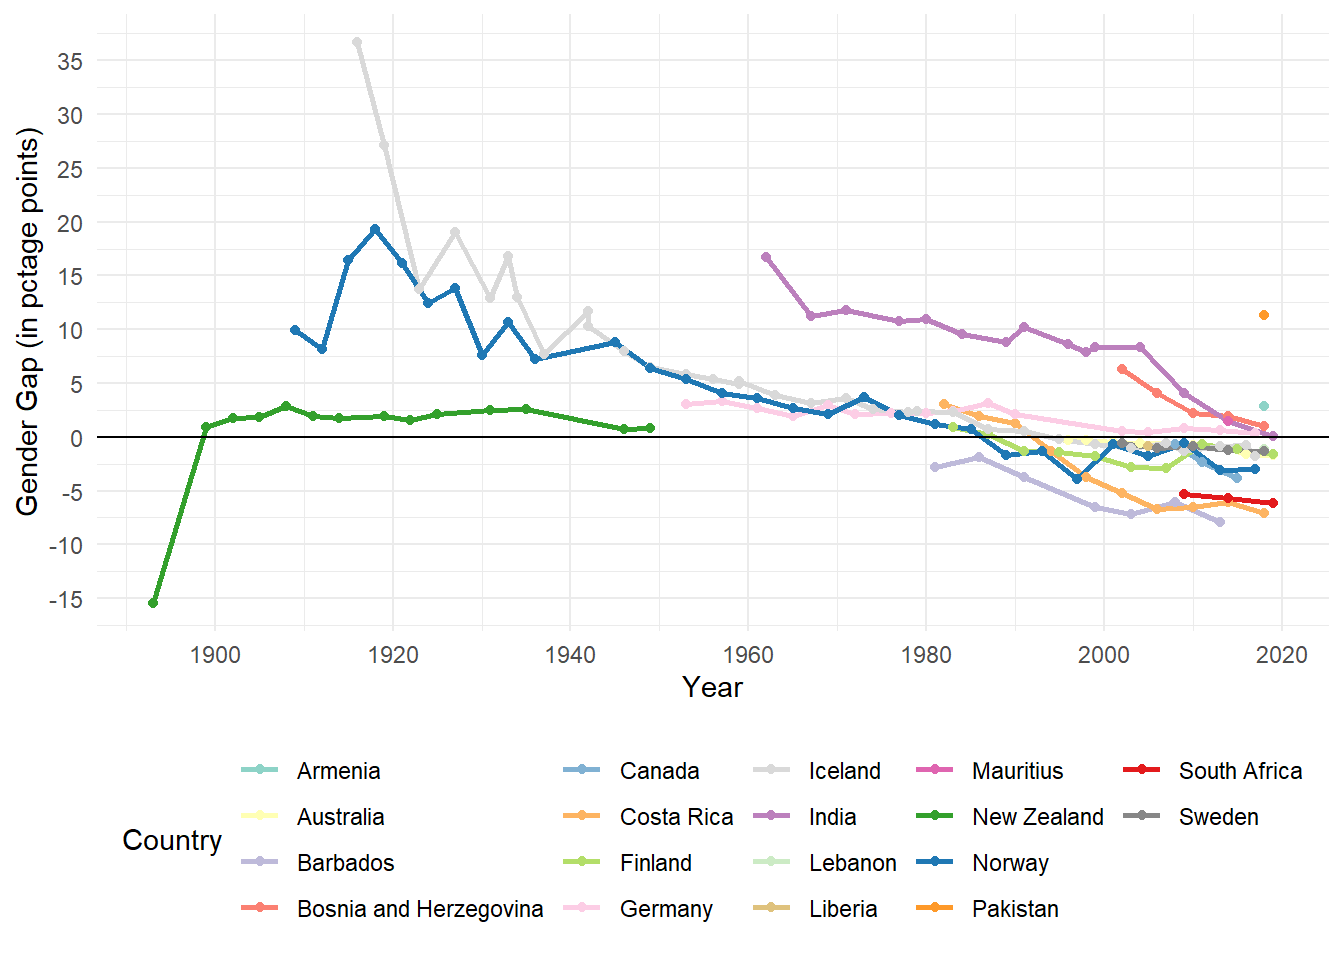 Gender Gap (in pctage points)
35
30
25
20
15
10
5
0
-5
-10
-15
1900 1920 1940 1960 1980 2000 2020
Year
Country
Armenia Canada Iceland Mauritius South Africa
Australia Costa Rica India New Zealand Sweden
Barbados Finland Lebanon Norway
Bosnia and Herzegovina Germany Liberia Pakistan